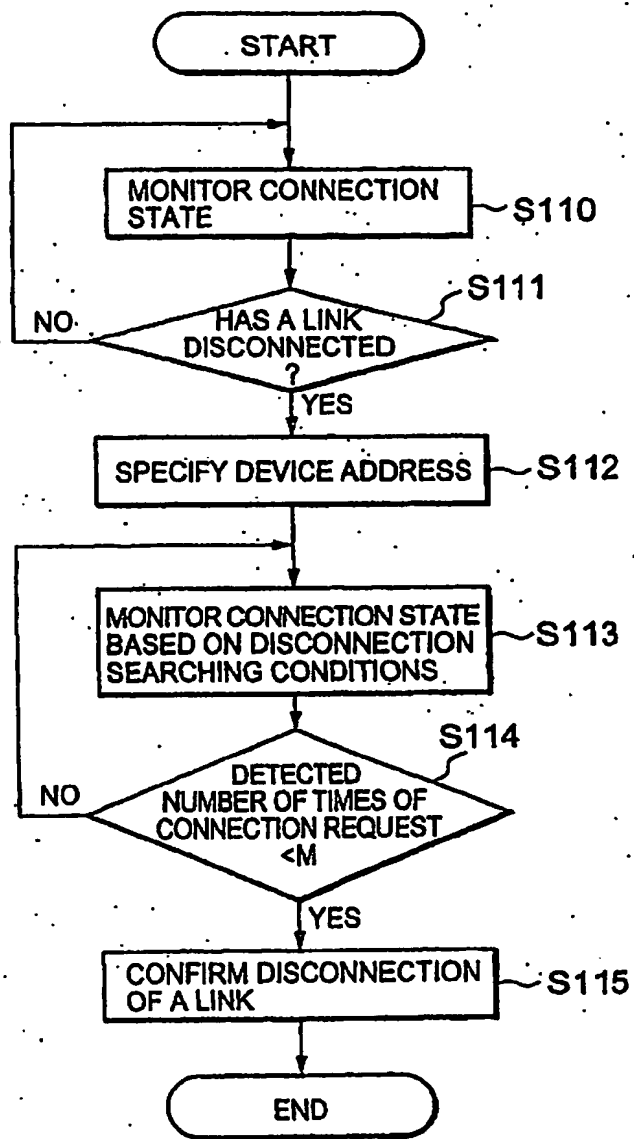 START
MONITOR CONNECTION
STATE
S110
S111
HAS A LINK
DISCONNECTED
?
NO
YES
SPECIFY DEVICE ADDRESS
S112
MONITOR CONNECTION STATE
BASED ON DISCONNECTION
SEARCHING CONDITIONS
S113
S114
DETECTED
NUMBER OF TIMES OF
CONNECTION REQUEST
<M
NO
YES
CONFIRM DISCONNECTION
OF A LINK
S115
END